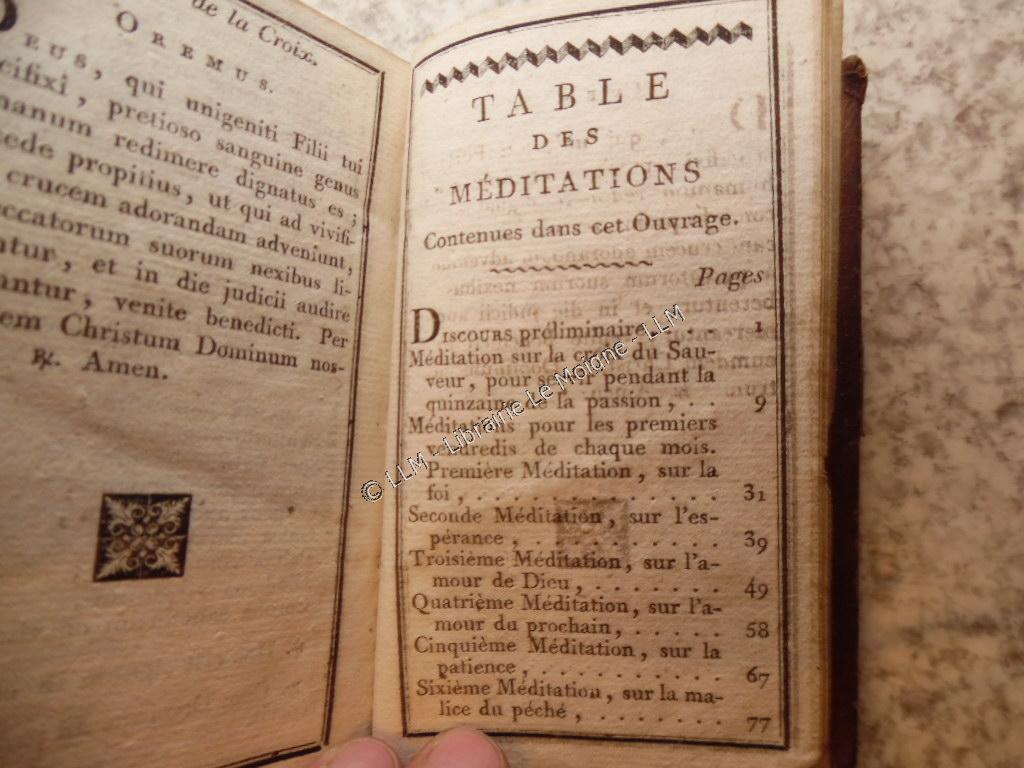 de la Croix.
OREMUS.
DEUS, qui unigeniti Filii tui
cifixi, pretioso sanguine genus
manum redimere dignatus es ;
cede propitius, ut qui ad vivifi-
crucem adorandam adveniunt,
ccatorum suorum nexibus li-
ntur, et in die judicii audire
antur, venite benedicti. Per
em Christum Dominum nos-
℟. Amen.
TABLE
DES
MÉDITATIONS
Contenues dans cet Ouvrage.
Pages
DISCOURS préliminaire . . . . 1
Méditation sur la croix du Sau-
veur, pour servir pendant la
quinzaine de la passion, . . 9
Méditations pour les premiers
vendredis de chaque mois.
Première Méditation, sur la
foi, . . . . . . . . . . . . 31
Seconde Méditation, sur l'es-
pérance, . . . . . . . . . . 39
Troisième Méditation, sur l'a-
mour de Dieu, . . . . . . . 49
Quatrième Méditation, sur l'a-
mour du prochain, . . . . . 58
Cinquième Méditation, sur la
patience, . . . . . . . . . . 67
Sixième Méditation, sur la ma-
lice du péché, . . . . . . . 77
© LLM - Librairie Le Moigne - LLM